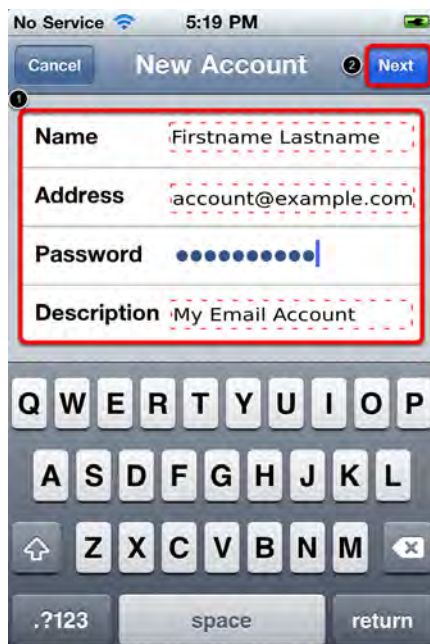 No Service 5:19 PM
Cancel New Account 2 Next
1
Name Firstname Lastname
Address account@example.com
Password ●●●●●●●●●●
Description My Email Account
Q W E R T Y U I O P
A S D F G H J K L
Z X C V B N M
.?123 space return